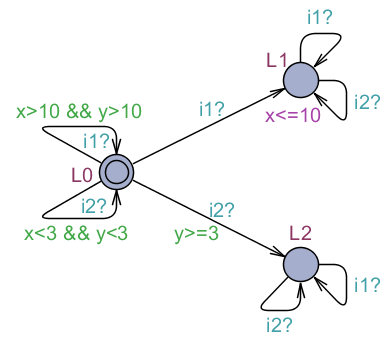 i1?
L1
x>10 && y>10
i1?
i2?
i1?
x<=10
L0
i2?
i2?
x<3 && y<3
y>=3
L2
i1?
i2?